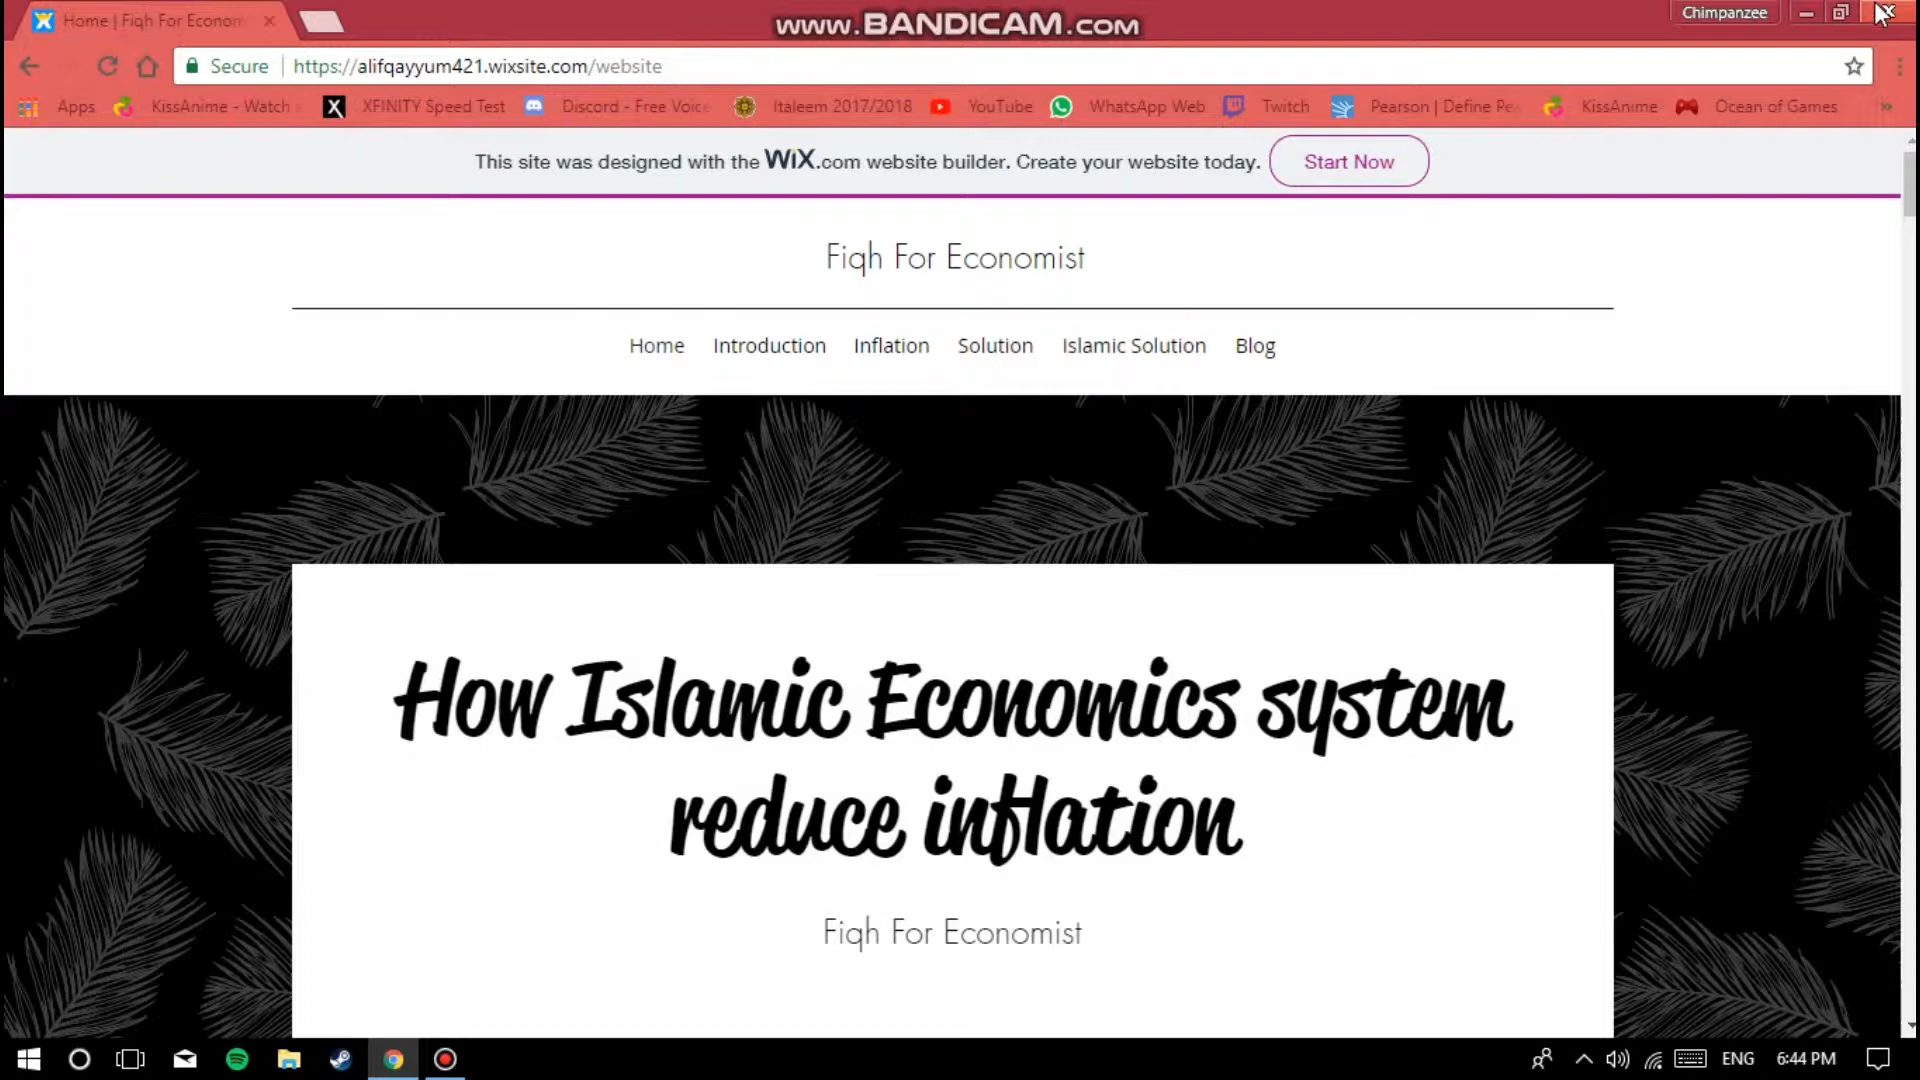 Home | Fiqh For Econom
www.BANDICAM.com
Chimpanzee
Secure
https://alifqayyum421.wixsite.com/website
Apps
KissAnime - Watch
XFINITY Speed Test
Discord - Free Voice
Italeem 2017/2018
YouTube
WhatsApp Web
Twitch
Pearson | Define Pe
KissAnime
Ocean of Games
»
This site was designed with the WiX.com website builder. Create your website today.
Start Now
Fiqh For Economist
Home
Introduction
Inflation
Solution
Islamic Solution
Blog
How Islamic Economics system
reduce inflation
Fiqh For Economist
ENG
6:44 PM